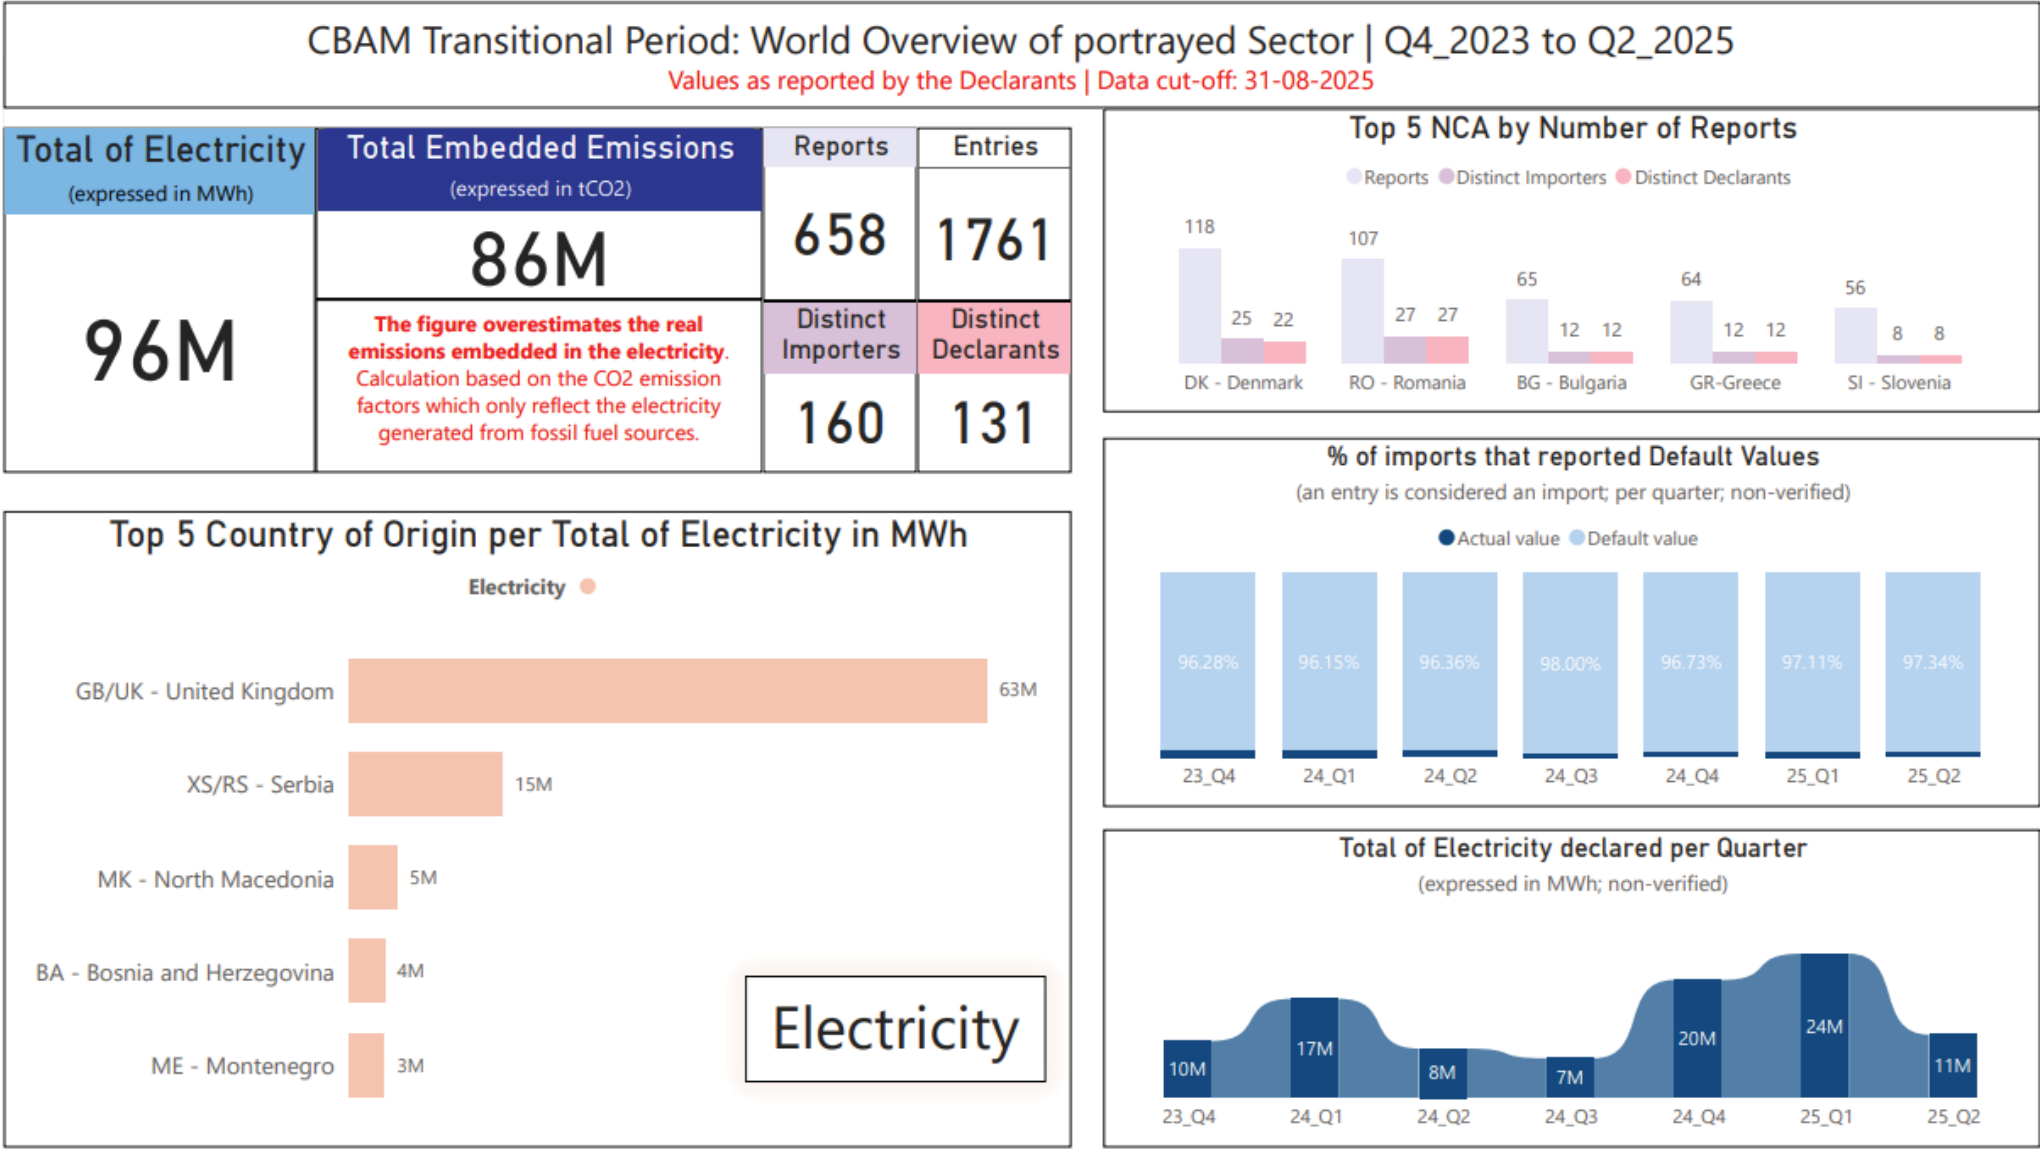 CBAM Transitional Period: World Overview of portrayed Sector | Q4_2023 to Q2_2025
Values as reported by the Declarants | Data cut-off: 31-08-2025
Total of Electricity
(expressed in MWh)
96M
Total Embedded Emissions
(expressed in tCO2)
86M
The figure overestimates the real
emissions embedded in the electricity.
Calculation based on the CO2 emission
factors which only reflect the electricity
generated from fossil fuel sources.
Reports
658
Entries
1761
Distinct
Importers
160
Distinct
Declarants
131
Top 5 Country of Origin per Total of Electricity in MWh
Electricity
GB/UK - United Kingdom 63M
XS/RS - Serbia 15M
MK - North Macedonia 5M
BA - Bosnia and Herzegovina 4M
ME - Montenegro 3M
Electricity
Top 5 NCA by Number of Reports
Reports Distinct Importers Distinct Declarants
118 25 22
107 27 27
65 12 12
64 12 12
56 8 8
DK - Denmark RO - Romania BG - Bulgaria GR-Greece SI - Slovenia
% of imports that reported Default Values
(an entry is considered an import; per quarter; non-verified)
Actual value Default value
96.28% 96.15% 96.36% 98.00% 96.73% 97.11% 97.34%
23_Q4 24_Q1 24_Q2 24_Q3 24_Q4 25_Q1 25_Q2
Total of Electricity declared per Quarter
(expressed in MWh; non-verified)
10M 17M 8M 7M 20M 24M 11M
23_Q4 24_Q1 24_Q2 24_Q3 24_Q4 25_Q1 25_Q2